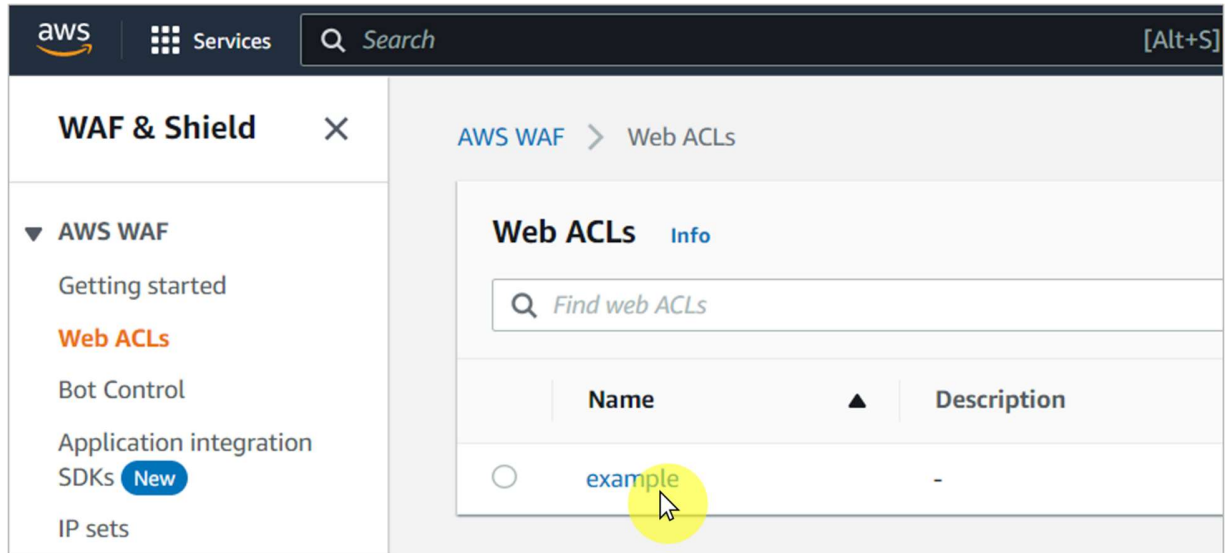 aws Services Search [Alt+S]
WAF & Shield
AWS WAF
Getting started
Web ACLs
Bot Control
Application integration
SDKs New
IP sets
AWS WAF > Web ACLs
Web ACLs Info
Find web ACLs
Name Description
example -